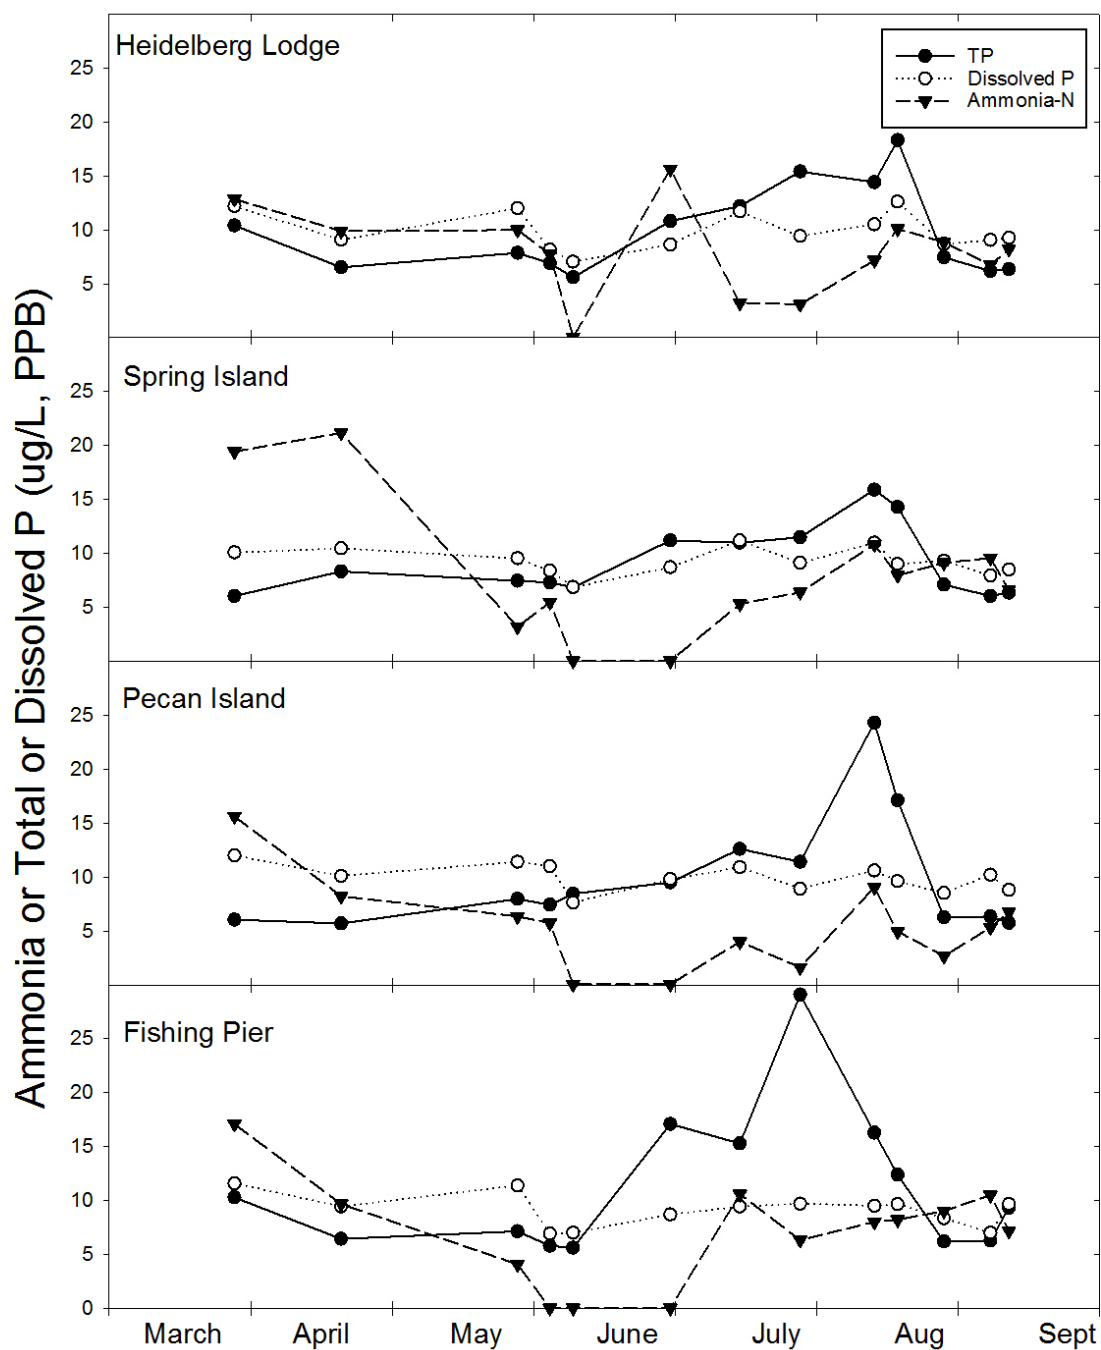 Heidelberg Lodge
TP
Dissolved P
Ammonia-N
25
20
15
10
5
Spring Island
25
20
15
10
5
Pecan Island
25
20
15
10
5
Fishing Pier
25
20
15
10
5
0
March April May June July Aug Sept
Ammonia or Total or Dissolved P (ug/L, PPB)